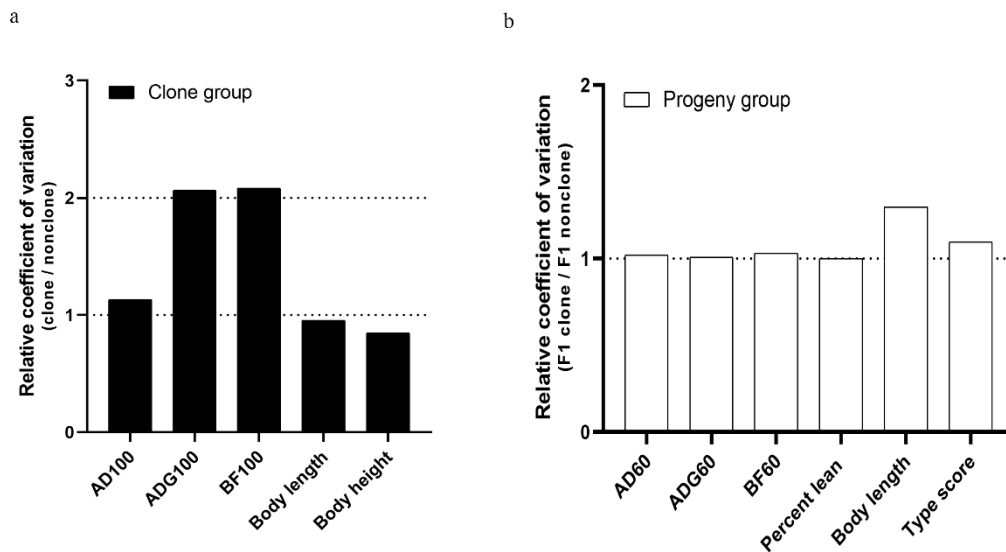 a
Relative coefficient of variation
(clone / nonclone)
3
2
1
0
Clone group
AD100
ADG100
BF100
Body length
Body height
b
Relative coefficient of variation
(F1 clone / F1 nonclone)
2
1
0
Progeny group
AD60
ADG60
BF60
Percent lean
Body length
Type score